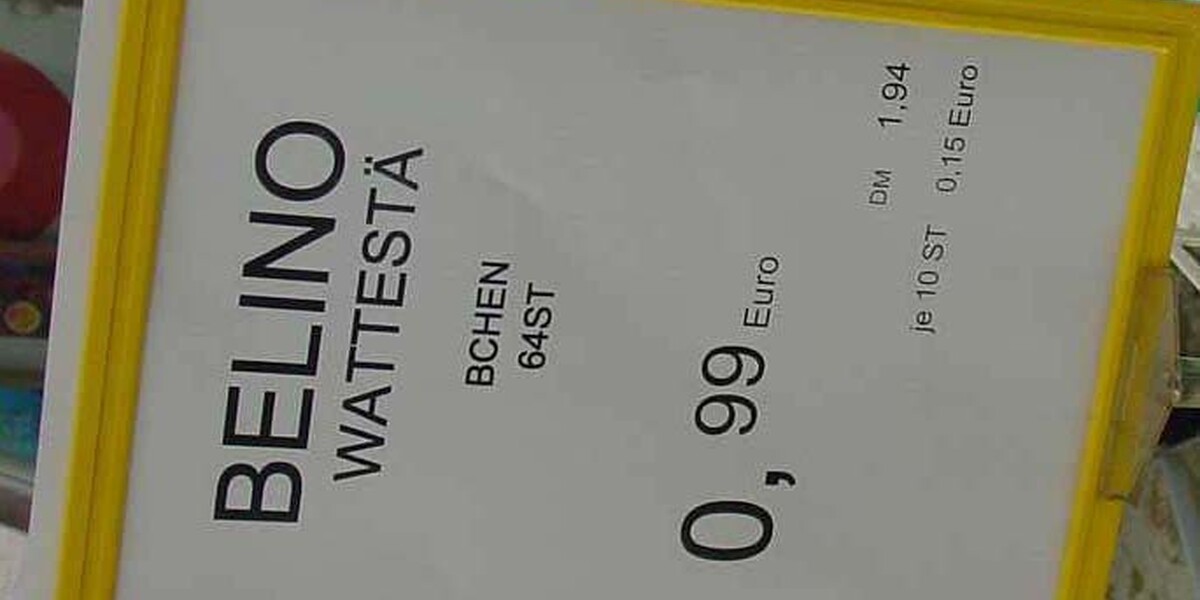 BELINO
WATTESTÄ
BCHEN
64ST
0,99 Euro
DM 1,94
je 10 ST 0,15 Euro